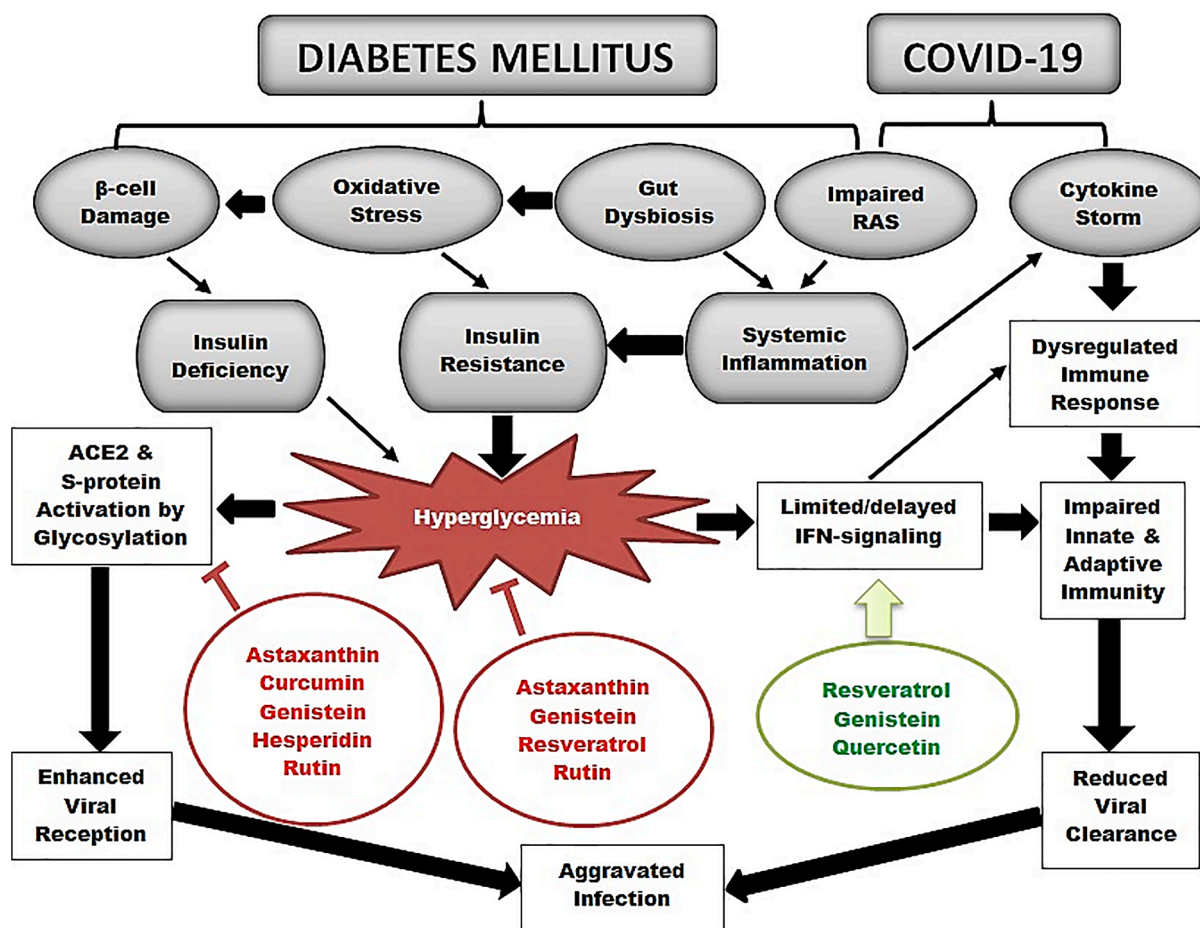 DIABETES MELLITUS
COVID-19
β-cell
Damage
Oxidative
Stress
Gut
Dysbiosis
Impaired
RAS
Cytokine
Storm
Insulin
Deficiency
Insulin
Resistance
Systemic
Inflammation
Dysregulated
Immune
Response
ACE2 &
S-protein
Activation by
Glycosylation
Hyperglycemia
Limited/delayed
IFN-signaling
Impaired
Innate &
Adaptive
Immunity
Astaxanthin
Curcumin
Genistein
Hesperidin
Rutin
Astaxanthin
Genistein
Resveratrol
Rutin
Resveratrol
Genistein
Quercetin
Enhanced
Viral
Reception
Reduced
Viral
Clearance
Aggravated
Infection